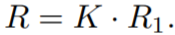 R = K · R₁.